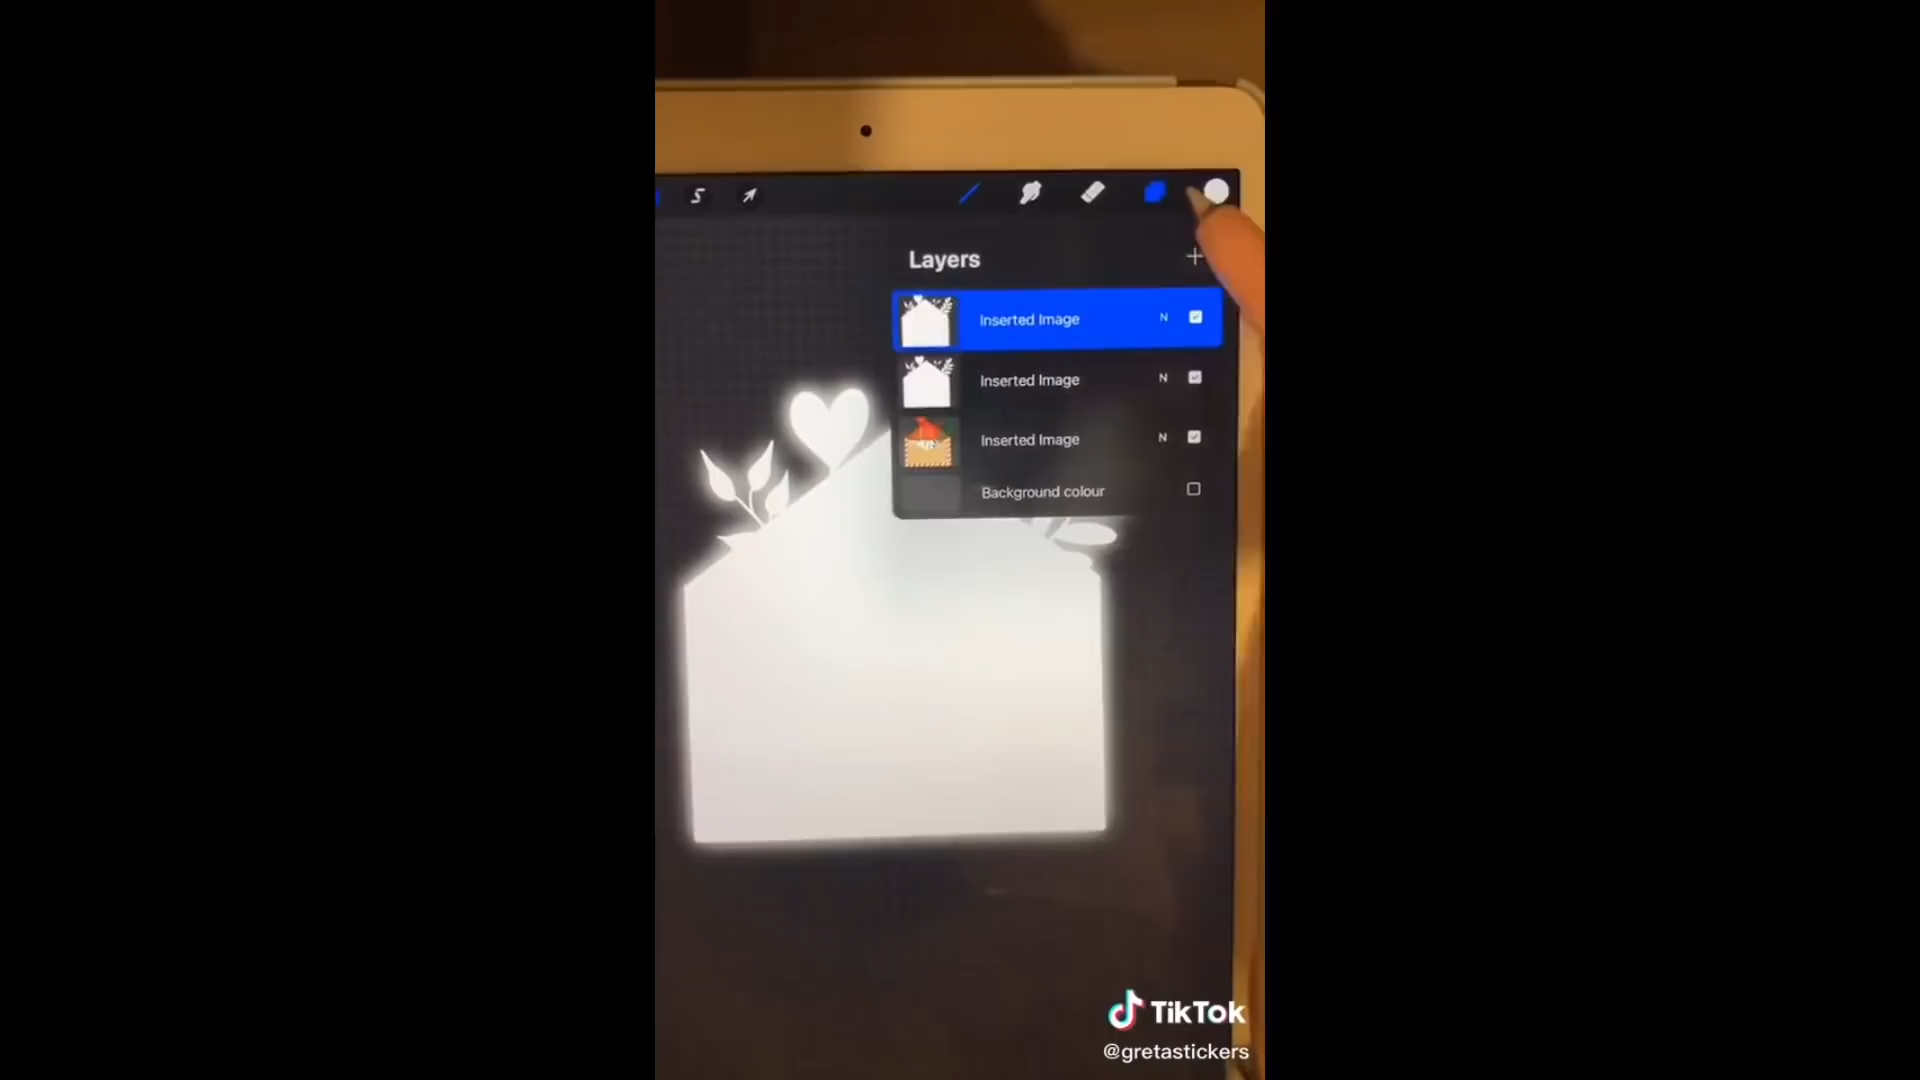 Layers
Inserted Image N
Inserted Image N
Inserted Image N
Background colour
TikTok
@gretastickers